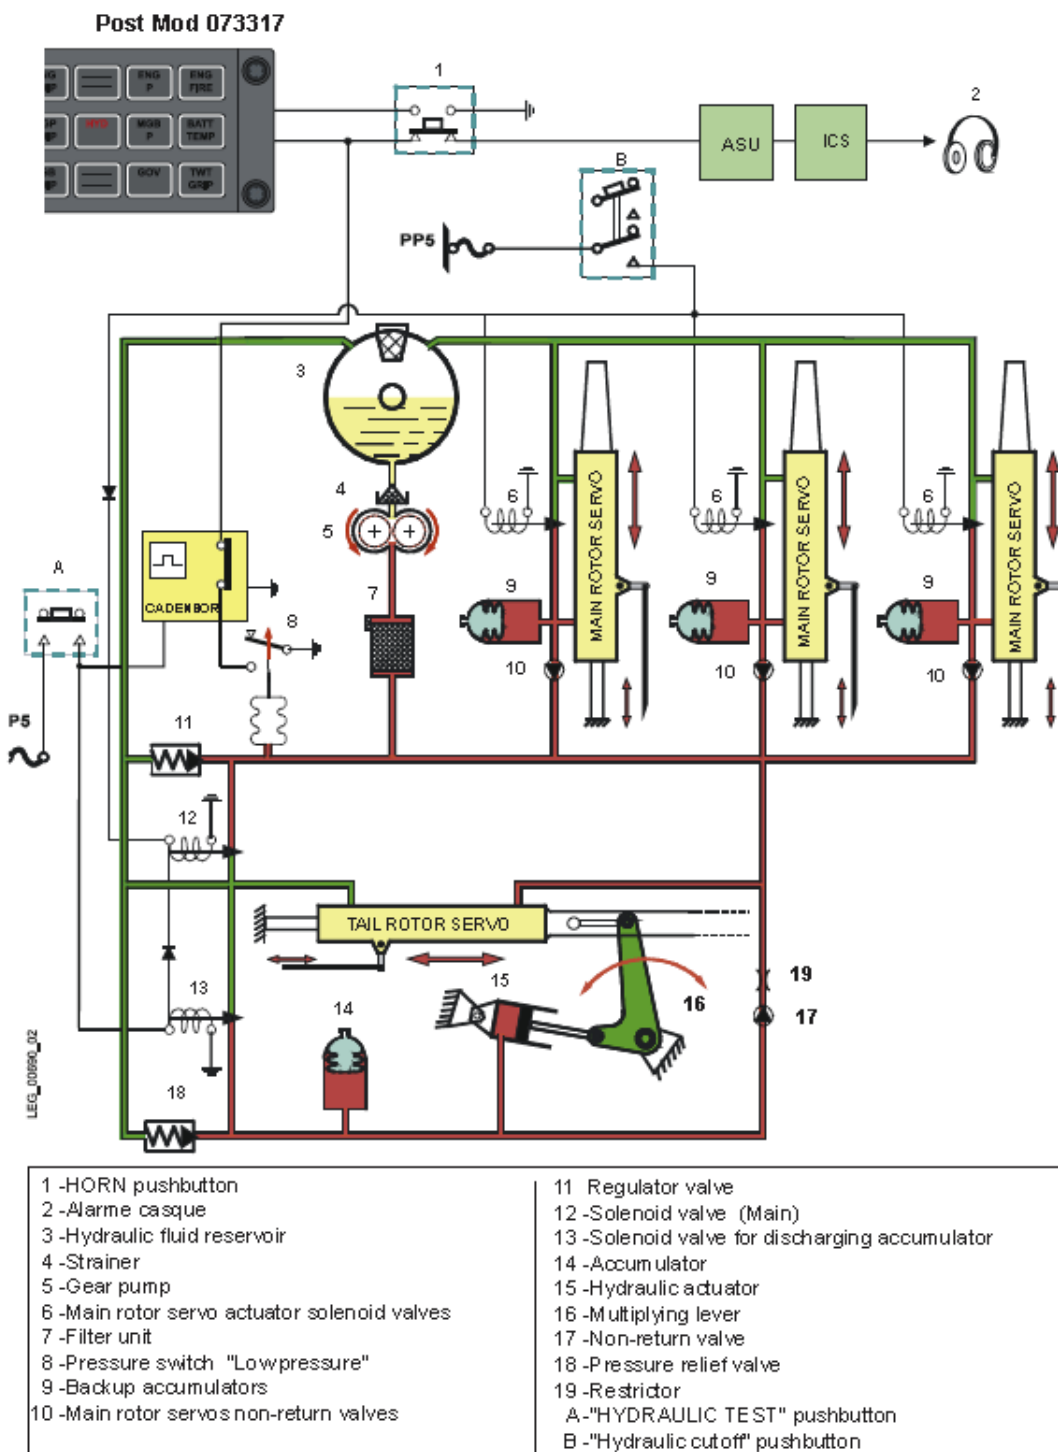 Post Mod 073317
ENG P
ENG FIRE
HYD
MGB P
BATT TEMP
GOV
TWT GRIP
1
2
ASU
ICS
B
PP5
3
4
5
6
6
6
MAIN ROTOR SERVO
MAIN ROTOR SERVO
MAIN ROTOR SERVO
A
CADENBOR
7
8
9
9
9
10
10
10
P5
11
12
TAIL ROTOR SERVO
13
14
15
16
19
17
18
LEG_00690_02
1 -HORN pushbutton
2 -Alarme casque
3 -Hydraulic fluid reservoir
4 -Strainer
5 -Gear pump
6 -Main rotor servo actuator solenoid valves
7 -Filter unit
8 -Pressure switch "Lowpressure"
9 -Backup accumulators
10 -Main rotor servos non-return valves
11 Regulator valve
12 -Solenoid valve (Main)
13 -Solenoid valve for discharging accumulator
14 -Accumulator
15 -Hydraulic actuator
16 -Multiplying lever
17 -Non-return valve
18 -Pressure relief valve
19 -Restrictor
A-"HYDRAULIC TEST" pushbutton
B -"Hydraulic cutoff" pushbutton